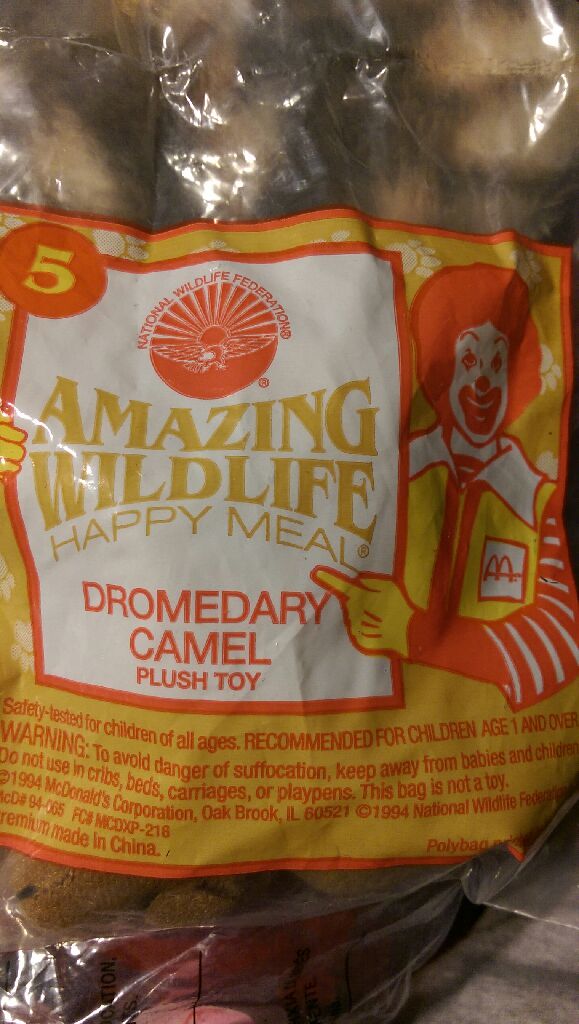 5
NATIONAL WILDLIFE FEDERATION®
®
AMAZING
WILDLIFE
HAPPY MEAL®
DROMEDARY
CAMEL
PLUSH TOY
M
Safety-tested for children of all ages. RECOMMENDED FOR CHILDREN AGE 1 AND OVER
WARNING: To avoid danger of suffocation, keep away from babies and children
Do not use in cribs, beds, carriages, or playpens. This bag is not a toy.
©1994 McDonald's Corporation, Oak Brook, IL 60521 ©1994 National Wildlife
McD# 94-065 FC# MCDXP-218
Premium made in China.
Polybag